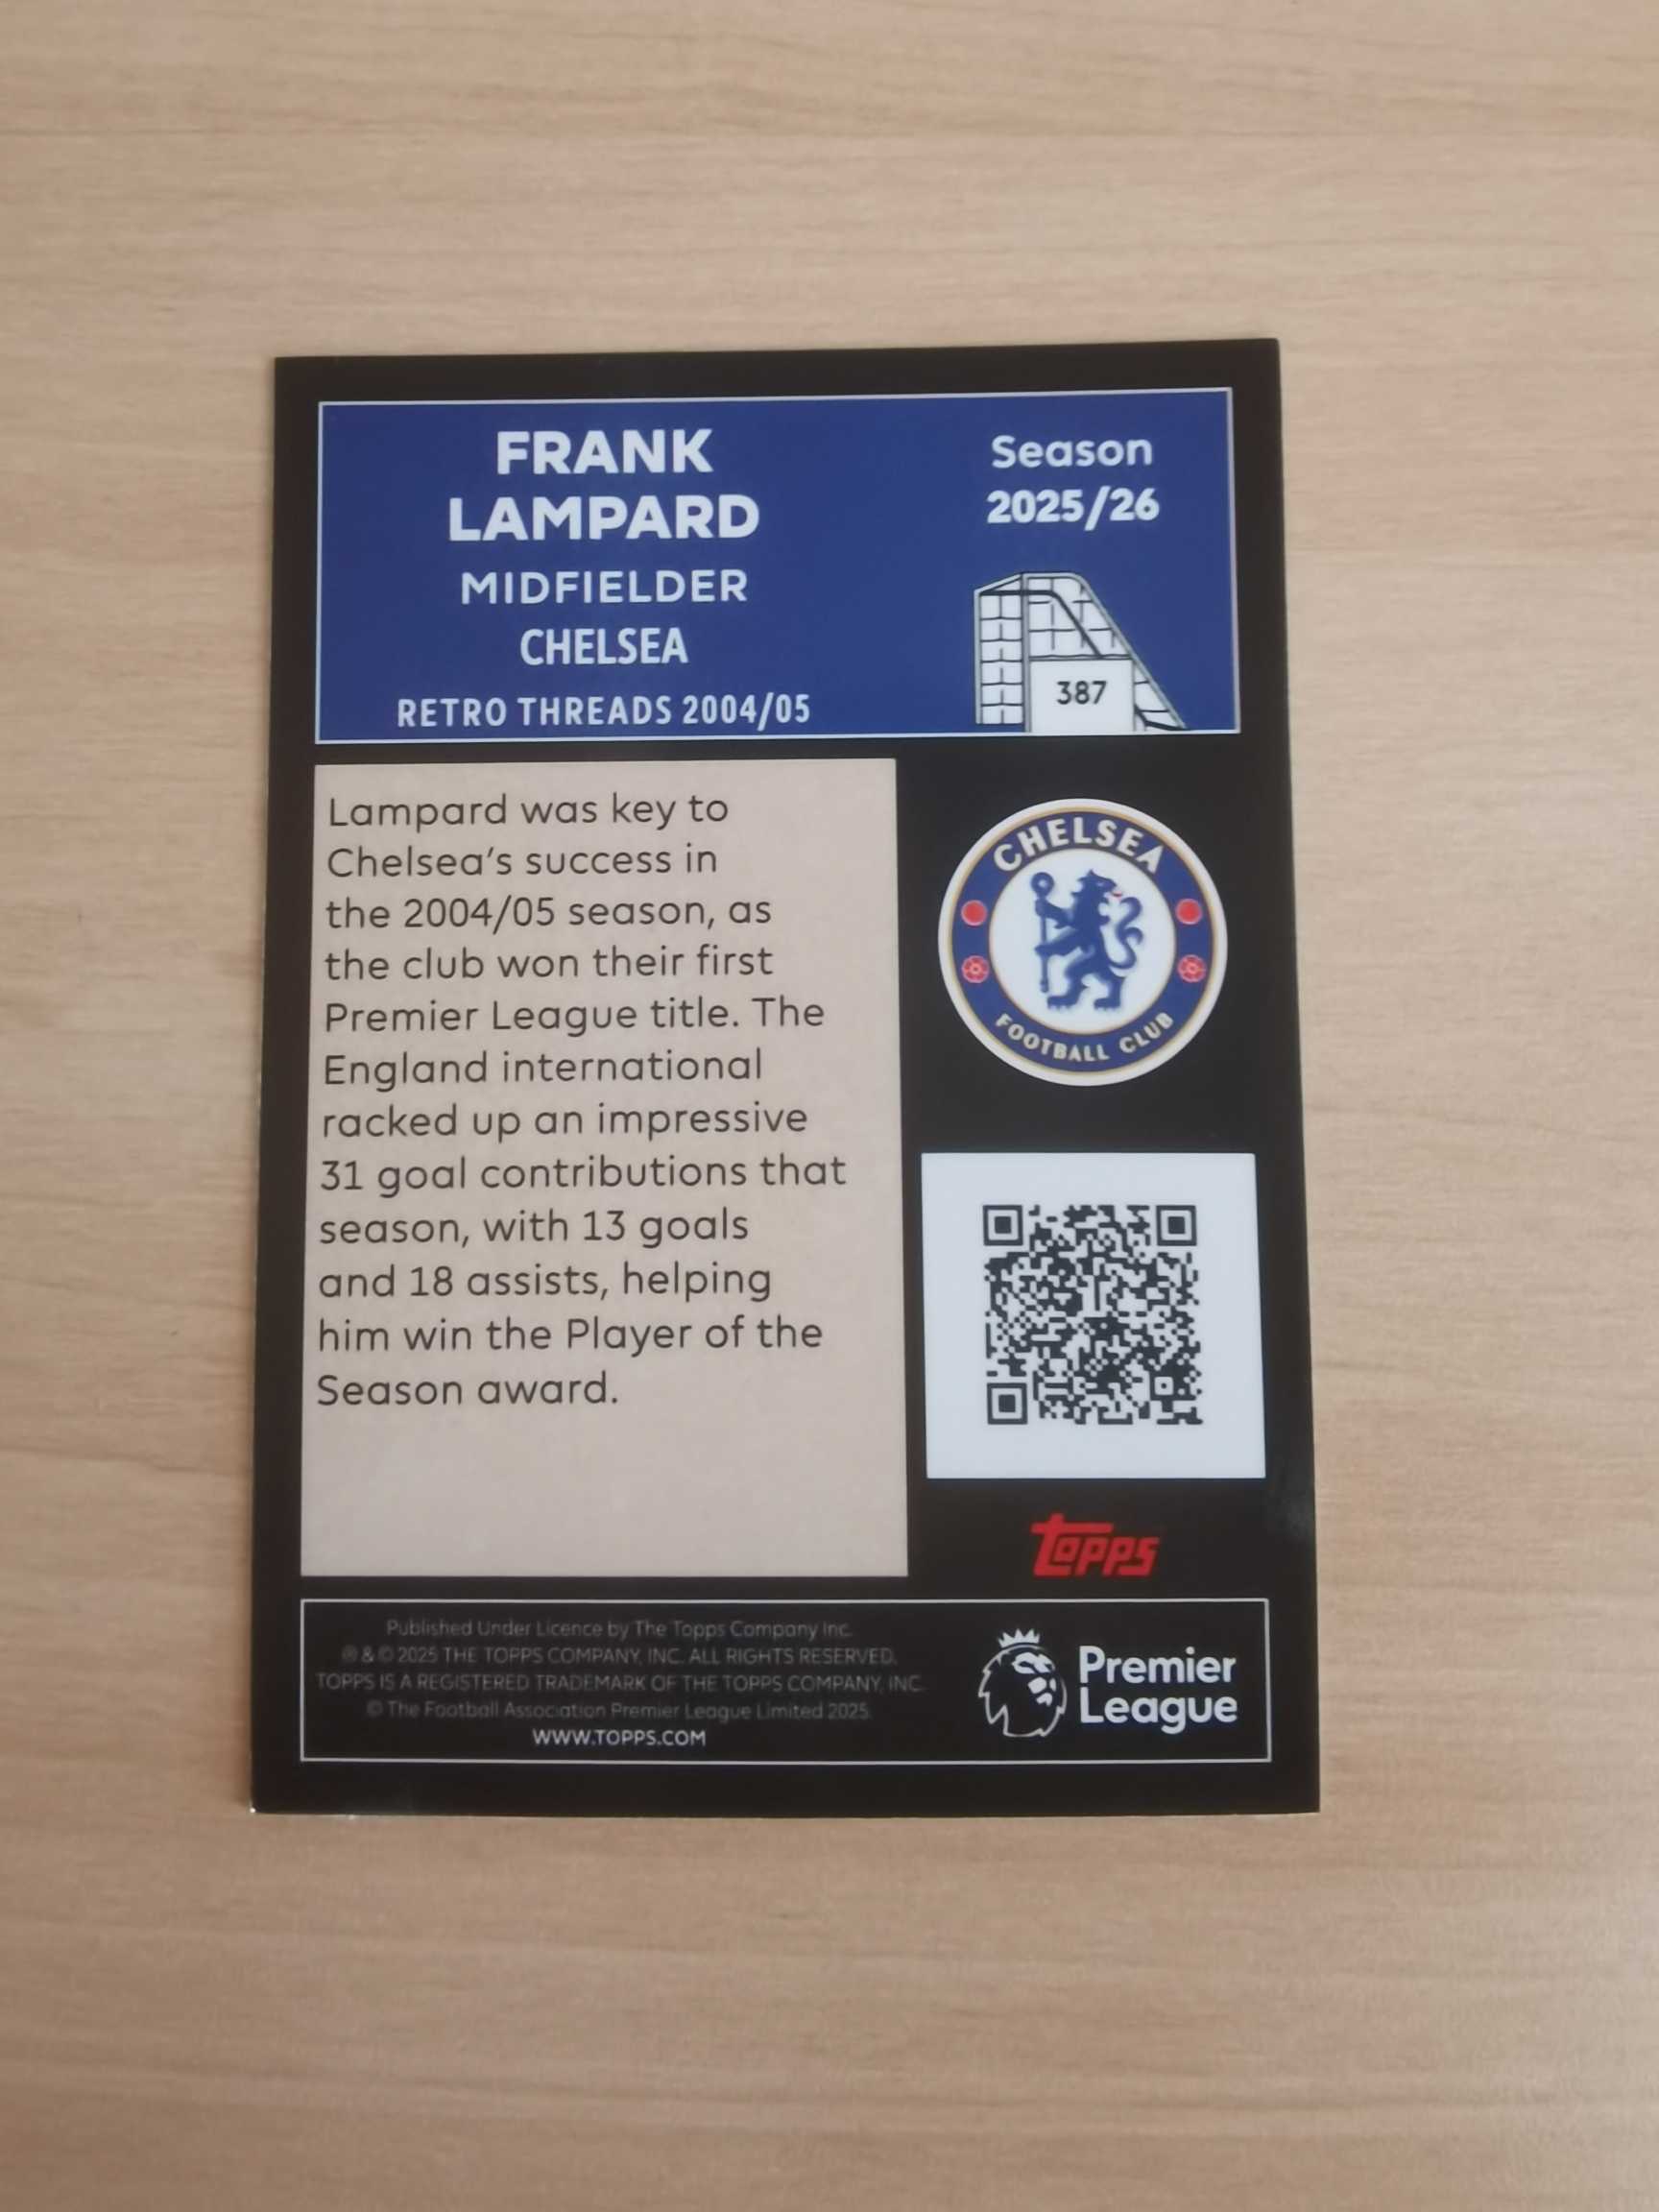 FRANK
LAMPARD
MIDFIELDER
CHELSEA
RETRO THREADS 2004/05
Season
2025/26
387
Lampard was key to
Chelsea's success in
the 2004/05 season, as
the club won their first
Premier League title. The
England international
racked up an impressive
31 goal contributions that
season, with 13 goals
and 18 assists, helping
him win the Player of the
Season award.
CHELSEA
FOOTBALL CLUB
TOPPS
Published Under Licence by The Topps Company Inc.
® & © 2025 THE TOPPS COMPANY, INC. ALL RIGHTS RESERVED.
TOPPS IS A REGISTERED TRADEMARK OF THE TOPPS COMPANY, INC.
© The Football Association Premier League Limited 2025.
WWW.TOPPS.COM
Premier
League